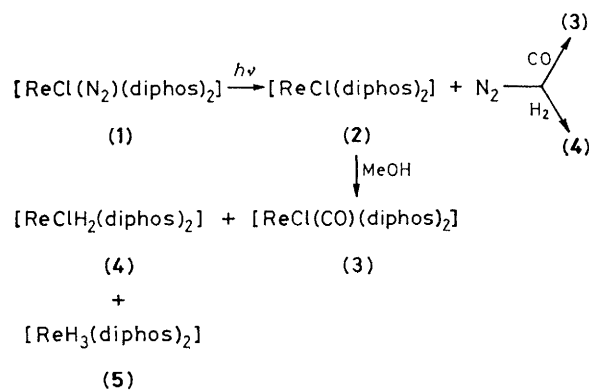 (3)
hν CO
[ReCl(N₂)(diphos)₂] → [ReCl(diphos)₂] + N₂
H₂
(1) (2) (4)
MeOH
[ReClH₂(diphos)₂] + [ReCl(CO)(diphos)₂]
(4) (3)
+
[ReH₃(diphos)₂]
(5)